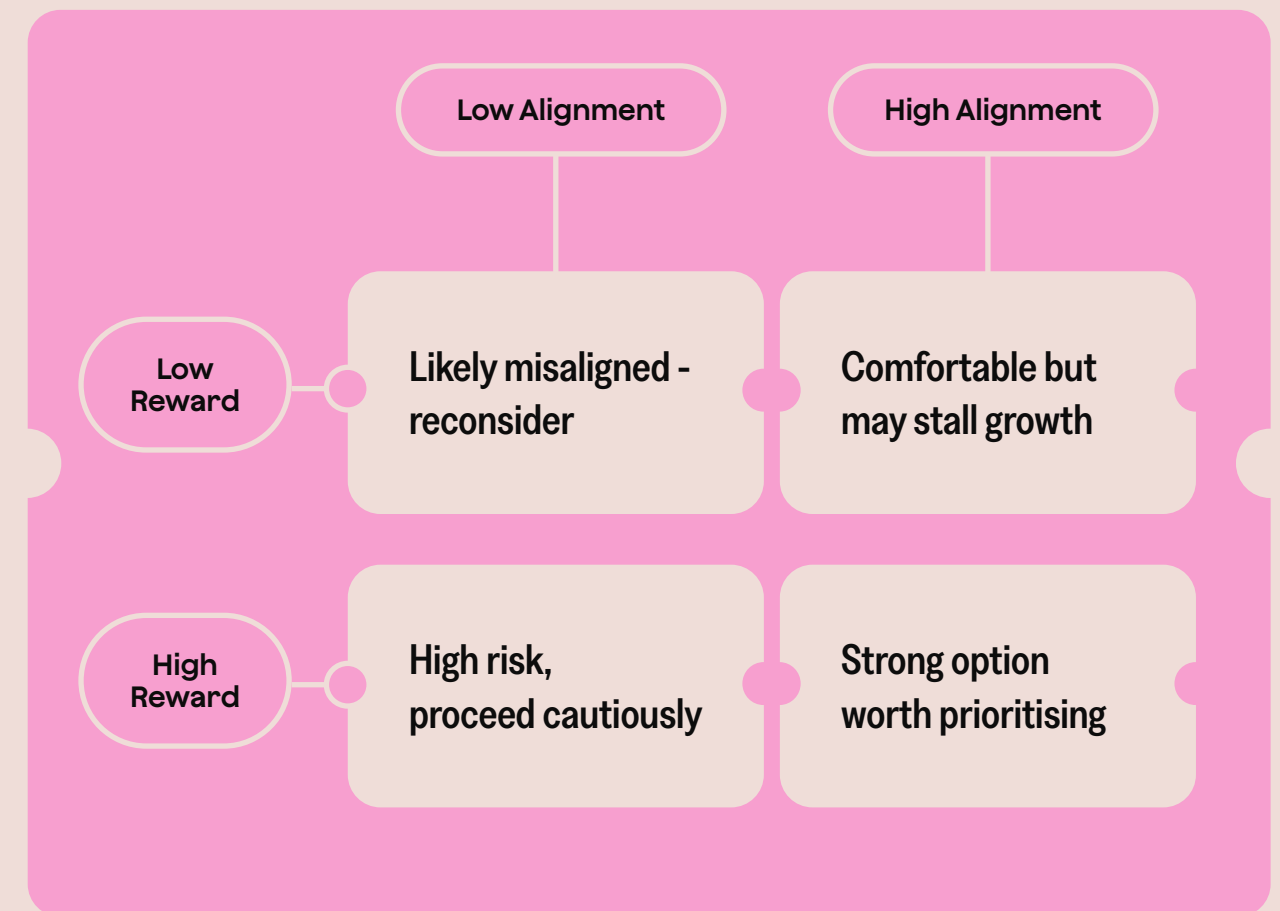 Low Alignment
High Alignment
Low
Reward
Likely misaligned -
reconsider
Comfortable but
may stall growth
High
Reward
High risk,
proceed cautiously
Strong option
worth prioritising